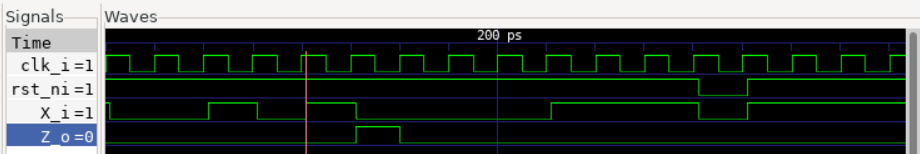 Signals
Waves
Time
200 ps
clk_i=1
rst_ni=1
X_i=1
Z_o=0